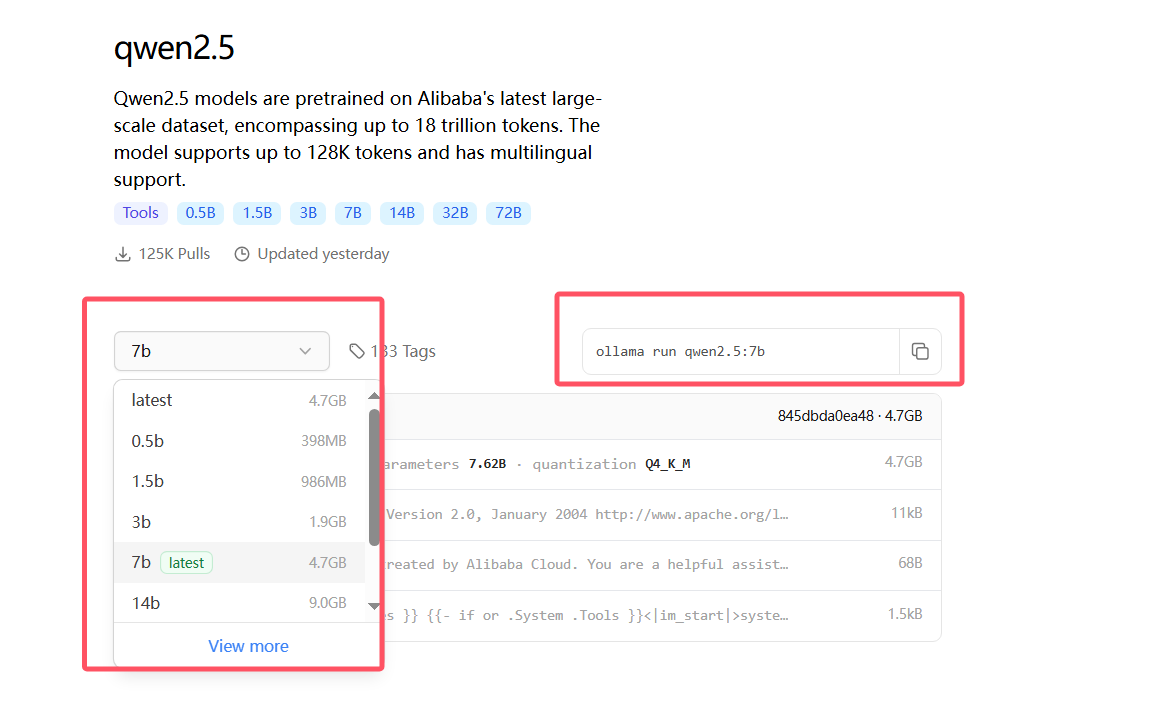 qwen2.5
Qwen2.5 models are pretrained on Alibaba's latest large-
scale dataset, encompassing up to 18 trillion tokens. The
model supports up to 128K tokens and has multilingual
support.
Tools 0.5B 1.5B 3B 7B 14B 32B 72B
125K Pulls Updated yesterday
7b
133 Tags
ollama run qwen2.5:7b
latest 4.7GB
0.5b 398MB
1.5b 986MB
3b 1.9GB
7b latest 4.7GB
14b 9.0GB
View more
845dbda0ea48 · 4.7GB
arameters 7.62B · quantization Q4_K_M 4.7GB
Version 2.0, January 2004 http://www.apache.org/l… 11kB
reated by Alibaba Cloud. You are a helpful assist… 68B
s }} {{- if or .System .Tools }}<|im_start|>syste… 1.5kB